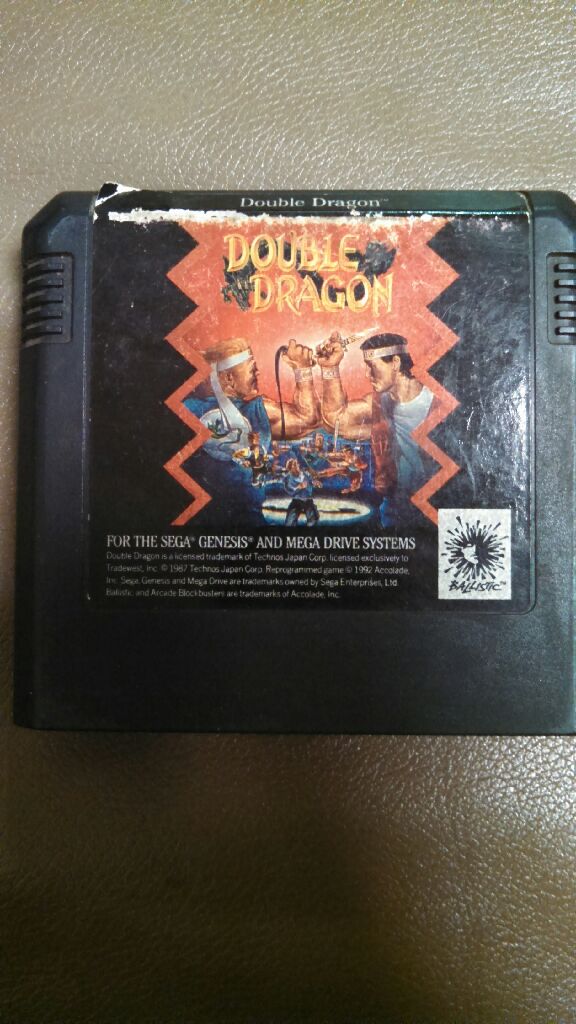 Double Dragon™
DOUBLE
DRAGON
FOR THE SEGA® GENESIS® AND MEGA DRIVE SYSTEMS
Double Dragon is a licensed trademark of Technos Japan Corp. licensed exclusively to
Tradewest, Inc. © 1987 Technos Japan Corp. Reprogrammed game © 1992 Accolade,
Inc. Sega, Genesis and Mega Drive are trademarks owned by Sega Enterprises, Ltd.
Ballistic and Arcade Blockbusters are trademarks of Accolade, Inc.
BALLISTIC™